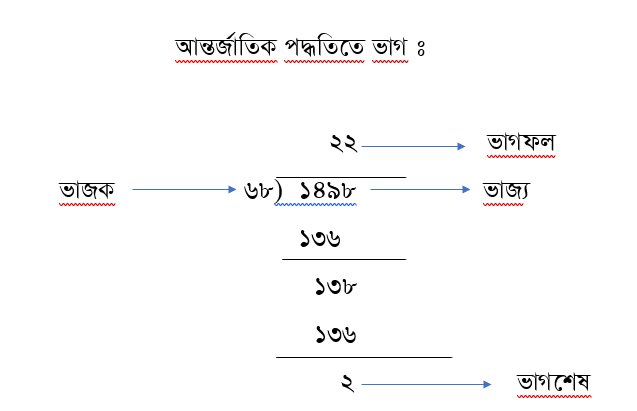 আন্তর্জাতিক পদ্ধতিতে ভাগ ঃ
২২ ভাগফল
ভাজক ৬৮) ১৪৯৮ ভাজ্য
১৩৬
১৩৮
১৩৬
২ ভাগশেষ